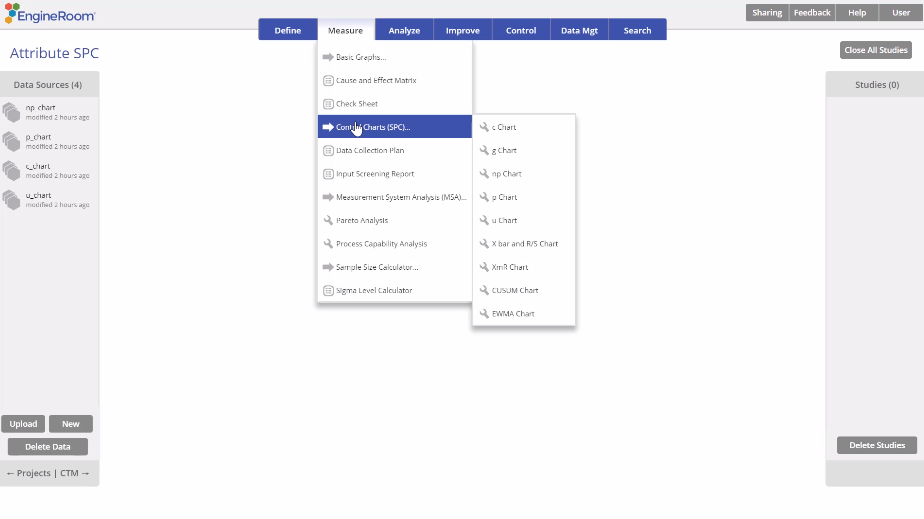 EngineRoom
Sharing
Feedback
Help
User
Define
Measure
Analyze
Improve
Control
Data Mgt
Search
Attribute SPC
Close All Studies
Data Sources (4)
np_chart
modified 2 hours ago
p_chart
modified 2 hours ago
c_chart
modified 2 hours ago
u_chart
modified 2 hours ago
Upload
New
Delete Data
← Projects | CTM →
Basic Graphs...
Cause and Effect Matrix
Check Sheet
Control Charts (SPC)...
Data Collection Plan
Input Screening Report
Measurement System Analysis (MSA)...
Pareto Analysis
Process Capability Analysis
Sample Size Calculator...
Sigma Level Calculator
c Chart
g Chart
np Chart
p Chart
u Chart
X bar and R/S Chart
XmR Chart
CUSUM Chart
EWMA Chart
Studies (0)
Delete Studies